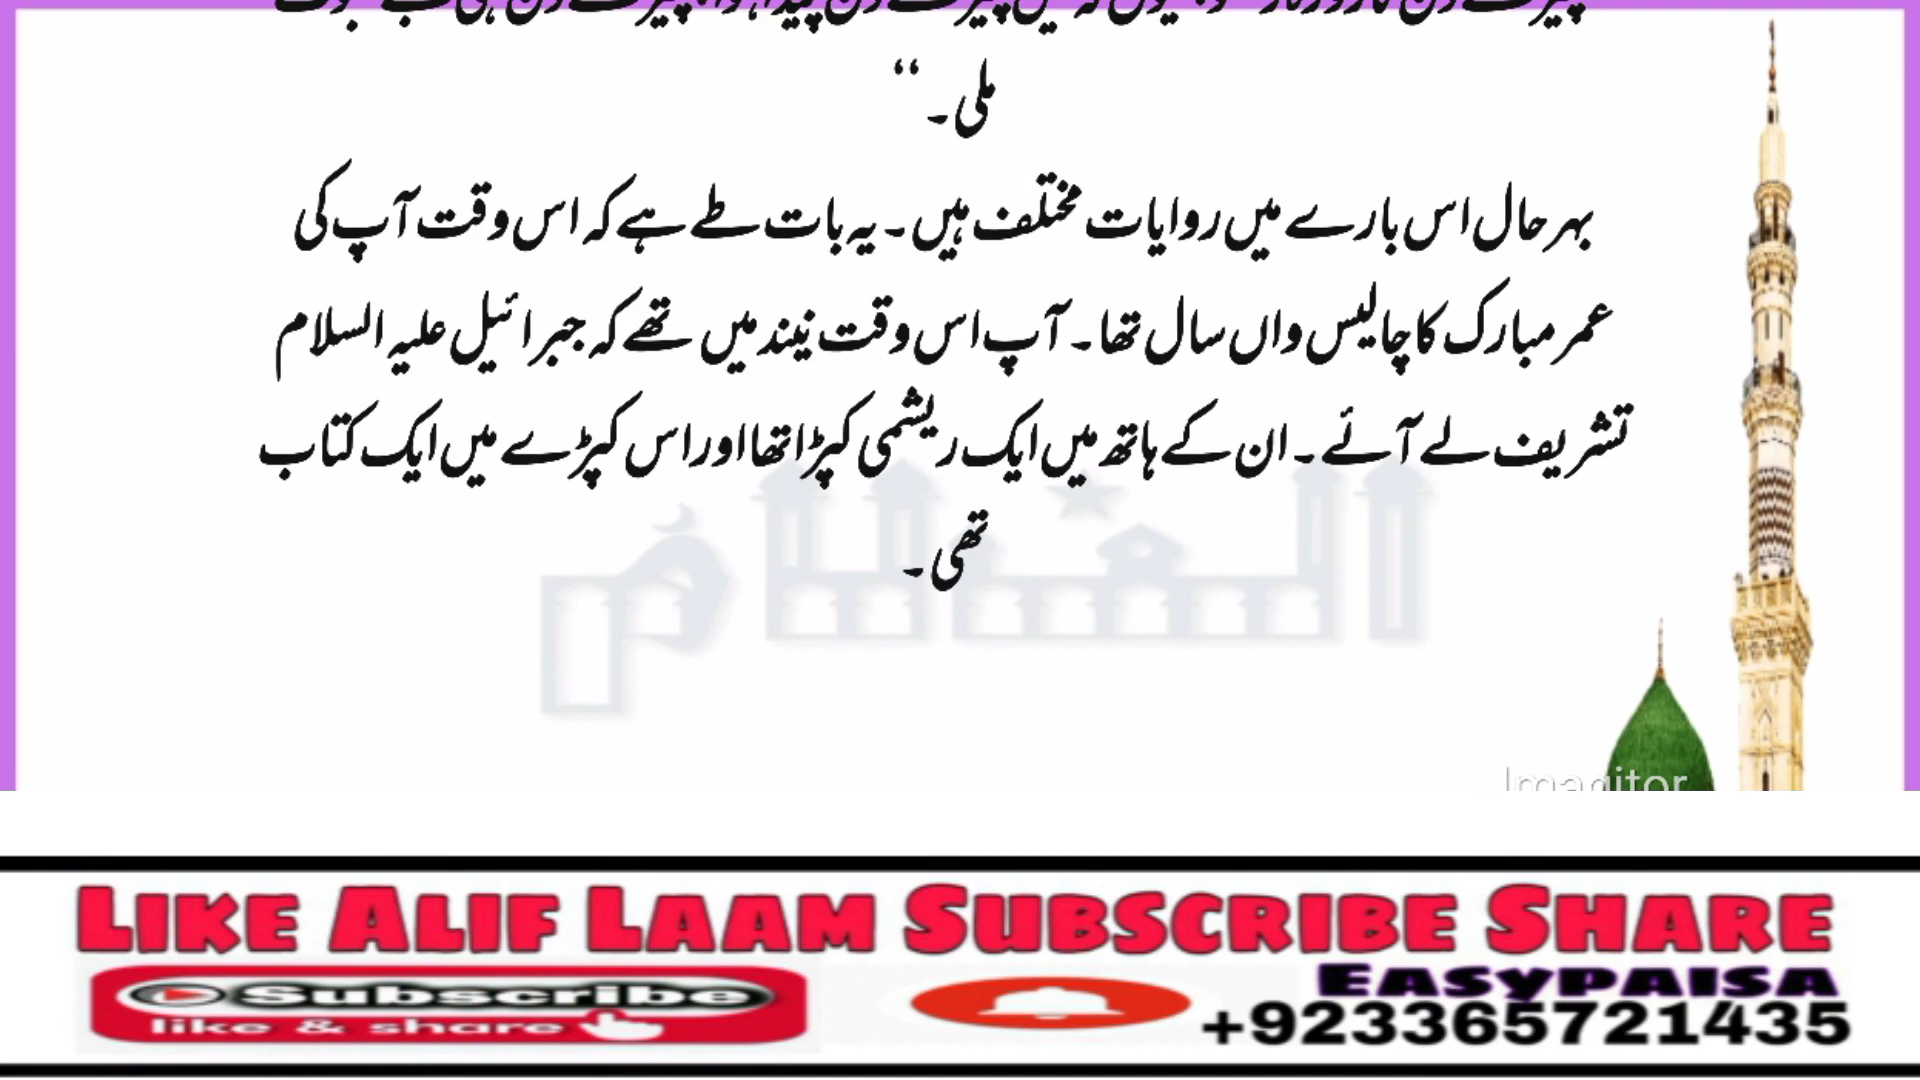 ملی۔‘‘
بہرحال اس بارے میں روایات مختلف ہیں۔ یہ بات طے ہے کہ اس وقت آپ کی
عمر مبارک کا چالیس واں سال تھا۔ آپ اس وقت نیند میں تھے کہ جبرائیل علیہ السلام
تشریف لے آئے۔ ان کے ہاتھ میں ایک ریشمی کپڑا تھا اور اس کپڑے میں ایک کتاب
تھی۔
السلام
Imagitor
LIKE ALIF LAAM SUBSCRIBE SHARE
Subscribe
like & share
EASYPAISA
+923365721435